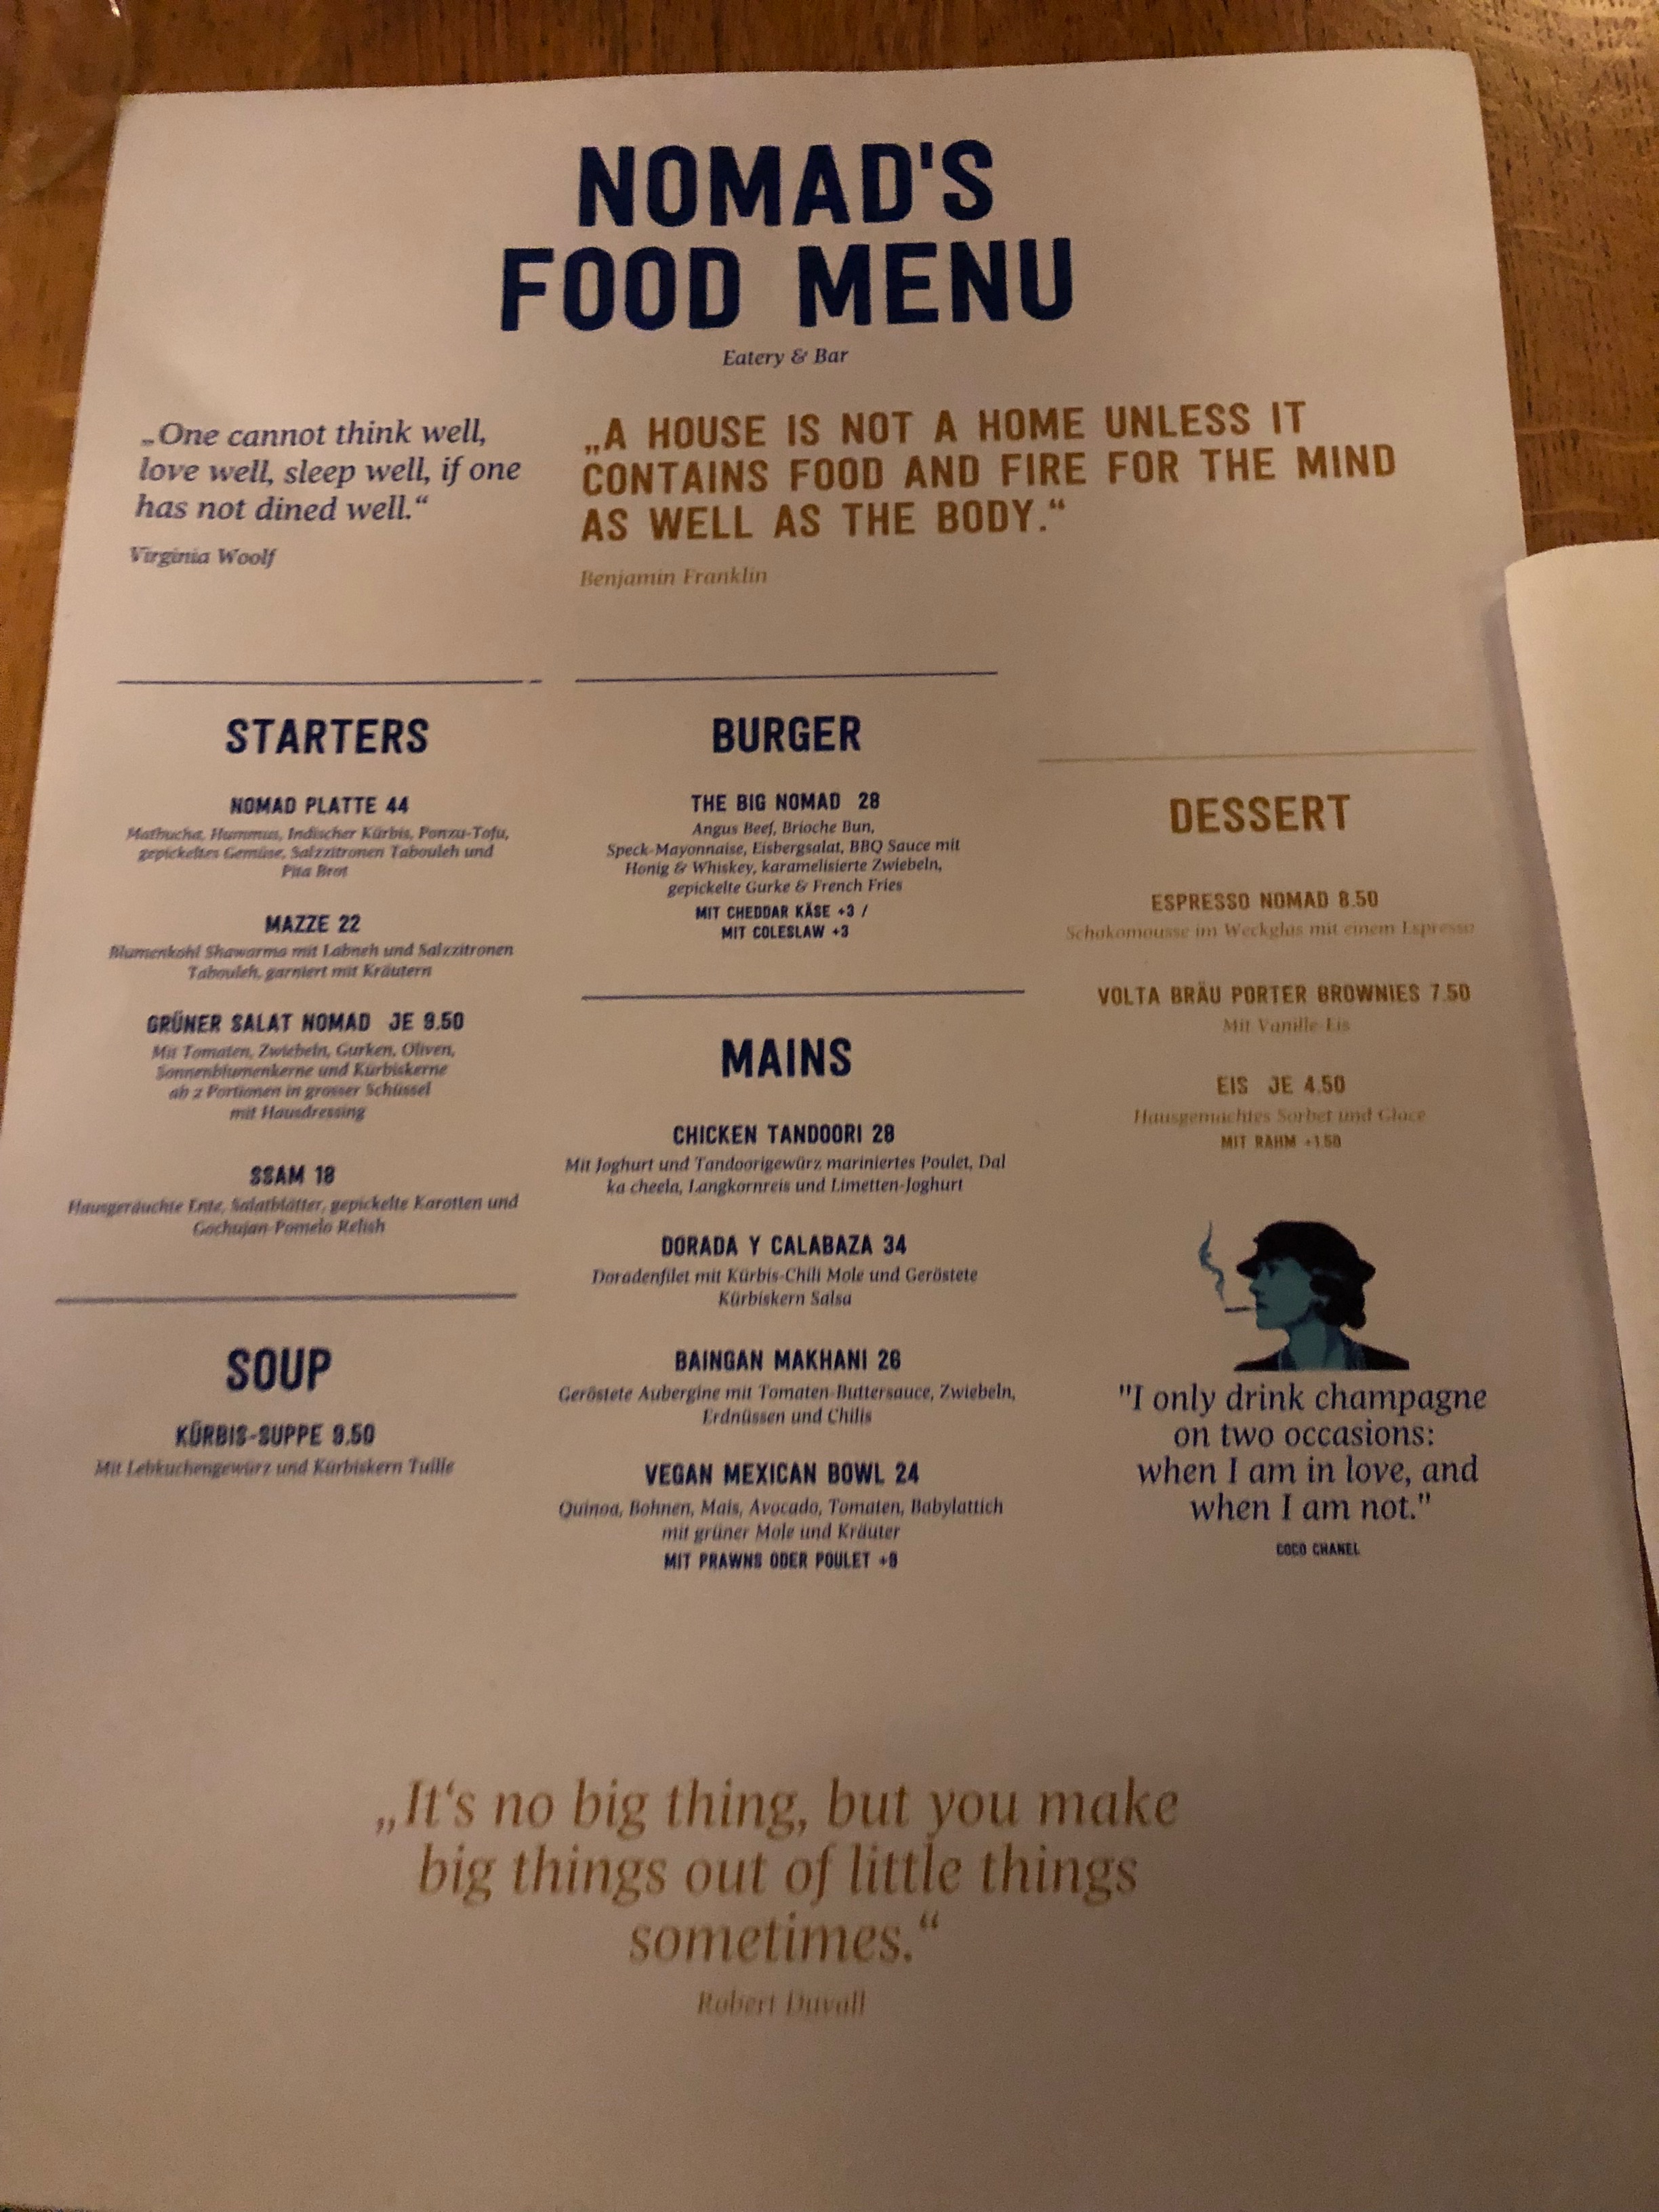 NOMAD'S
FOOD MENU
Eatery & Bar
„One cannot think well,
love well, sleep well, if one
has not dined well.“
Virginia Woolf
„A HOUSE IS NOT A HOME UNLESS IT
CONTAINS FOOD AND FIRE FOR THE MIND
AS WELL AS THE BODY.“
Benjamin Franklin
STARTERS
NOMAD PLATTE 44
Matbucha, Hummus, Indischer Kürbis, Ponzu-Tofu,
gepickeltes Gemüse, Salzzitronen Tabouleh und
Pita Brot
MAZZE 22
Blumenkohl Shawarma mit Labneh und Salzzitronen
Tabouleh, garniert mit Kräutern
GRÜNER SALAT NOMAD JE 9.50
Mit Tomaten, Zwiebeln, Gurken, Oliven,
Sonnenblumenkerne und Kürbiskerne
ab 2 Portionen in grosser Schüssel
mit Hausdressing
SSAM 18
Hausgeräuchte Ente, Salatblätter, gepickelte Karotten und
Gochujan-Pomelo Relish
SOUP
KÜRBIS-SUPPE 9.50
Mit Lebkuchengewürz und Kürbiskern Tuille
BURGER
THE BIG NOMAD 28
Angus Beef, Brioche Bun,
Speck-Mayonnaise, Eisbergsalat, BBQ Sauce mit
Honig & Whiskey, karamelisierte Zwiebeln,
gepickelte Gurke & French Fries
MIT CHEDDAR KÄSE +3 /
MIT COLESLAW +3
MAINS
CHICKEN TANDOORI 28
Mit Joghurt und Tandoorigewürz mariniertes Poulet, Dal
ka cheela, Langkornreis und Limetten-Joghurt
DORADA Y CALABAZA 34
Doradenfilet mit Kürbis-Chili Mole und Geröstete
Kürbiskern Salsa
BAINGAN MAKHANI 26
Geröstete Aubergine mit Tomaten-Buttersauce, Zwiebeln,
Erdnüssen und Chilis
VEGAN MEXICAN BOWL 24
Quinoa, Bohnen, Mais, Avocado, Tomaten, Babylattich
mit grüner Mole und Kräuter
MIT PRAWNS ODER POULET +9
DESSERT
ESPRESSO NOMAD 8.50
Schokomousse im Weckglas mit einem Espresso
VOLTA BRÄU PORTER BROWNIES 7.50
Mit Vanille-Eis
EIS JE 4.50
Hausgemachtes Sorbet und Glace
MIT RAHM +1.50
"I only drink champagne
on two occasions:
when I am in love, and
when I am not."
COCO CHANEL
„It‘s no big thing, but you make
big things out of little things
sometimes.“
Robert Duvall